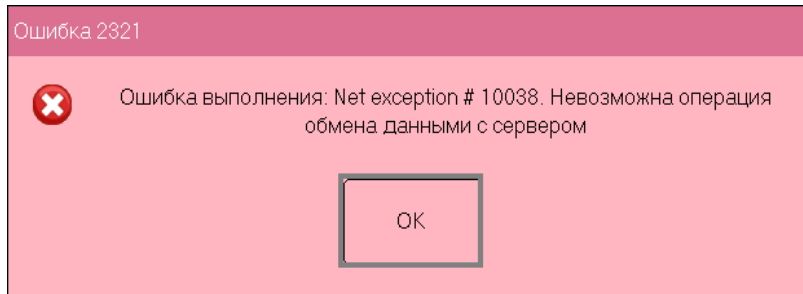 Ошибка 2321
Ошибка выполнения: Net exception # 10038. Невозможна операция
обмена данными с сервером
OK